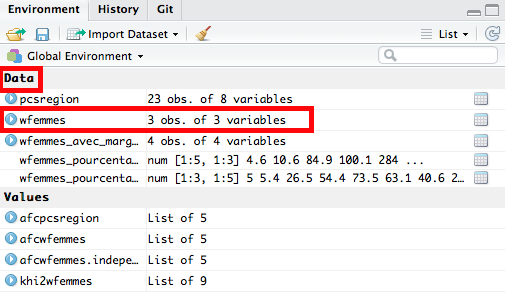 Environment History Git
Import Dataset List
Global Environment
Data
pcsregion 23 obs. of 8 variables
wfemmes 3 obs. of 3 variables
wfemmes_avec_marg… 4 obs. of 4 variables
wfemmes_pourcenta… num [1:5, 1:3] 4.6 10.6 84.9 100.1 284 ...
wfemmes_pourcenta… num [1:3, 1:5] 5 5.4 26.5 54.4 73.5 63.1 40.6 2…
Values
afcpcsregion List of 5
afcwfemmes List of 5
afcwfemmes.indepe… List of 5
khi2wfemmes List of 9